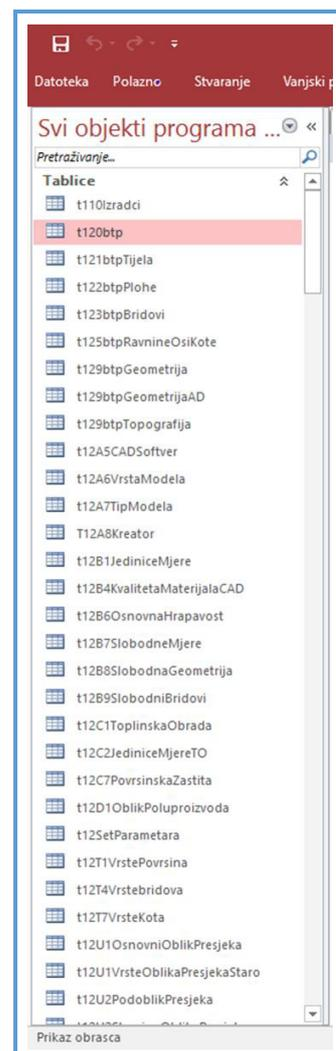 Datoteka Polazno Stvaranje Vanjski p
Svi objekti programa ...
Pretraživanje...
Tablice
t110Izradci
t120btp
t121btpTijela
t122btpPlohe
t123btpBridovi
t125btpRavnineOsiKote
t129btpGeometrija
t129btpGeometrijaAD
t129btpTopografija
t12A5CADSoftver
t12A6VrstaModela
t12A7TipModela
T12A8Kreator
t12B1JediniceMjere
t12B4KvalitetaMaterijalaCAD
t12B6OsnovnaHrapavost
t12B7SlobodneMjere
t12B8SlobodnaGeometrija
t12B9SlobodniBridovi
t12C1ToplinskaObrada
t12C2JediniceMjereTO
t12C7PovrsinskaZastita
t12D1OblikPoluproizvoda
t12SetParametara
t12T1VrstePovrsina
t12T4Vrstebridova
t12T7VrsteKota
t12U1OsnovniOblikPresjeka
t12U1VrsteOblikaPresjekaStaro
t12U2PodoblikPresjeka
Prikaz obrasca